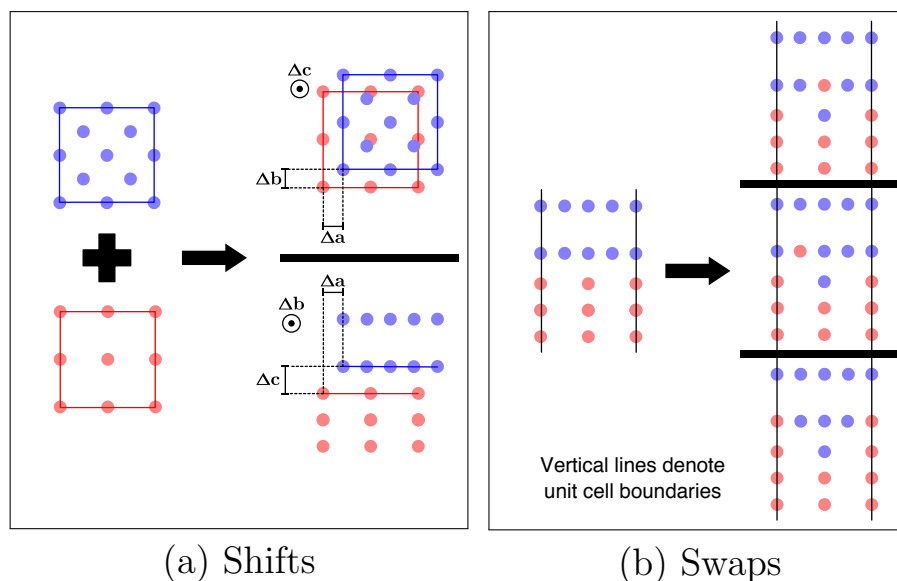 Δc
Δb
Δa
Δa
Δb
Δc
(a) Shifts
Vertical lines denote
unit cell boundaries
(b) Swaps